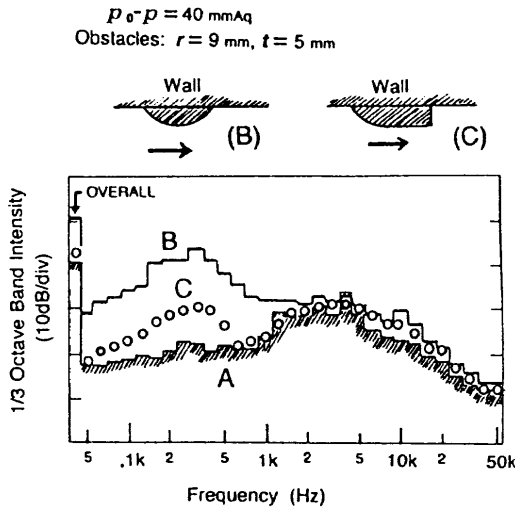 p₀-p = 40 mmAq
Obstacles: r = 9 mm, t = 5 mm
Wall
Wall
(B)
(C)
OVERALL
B
C
A
1/3 Octave Band Intensity
(10dB/div)
5 .1k 2 5 1k 2 5 10k 2 50k
Frequency (Hz)